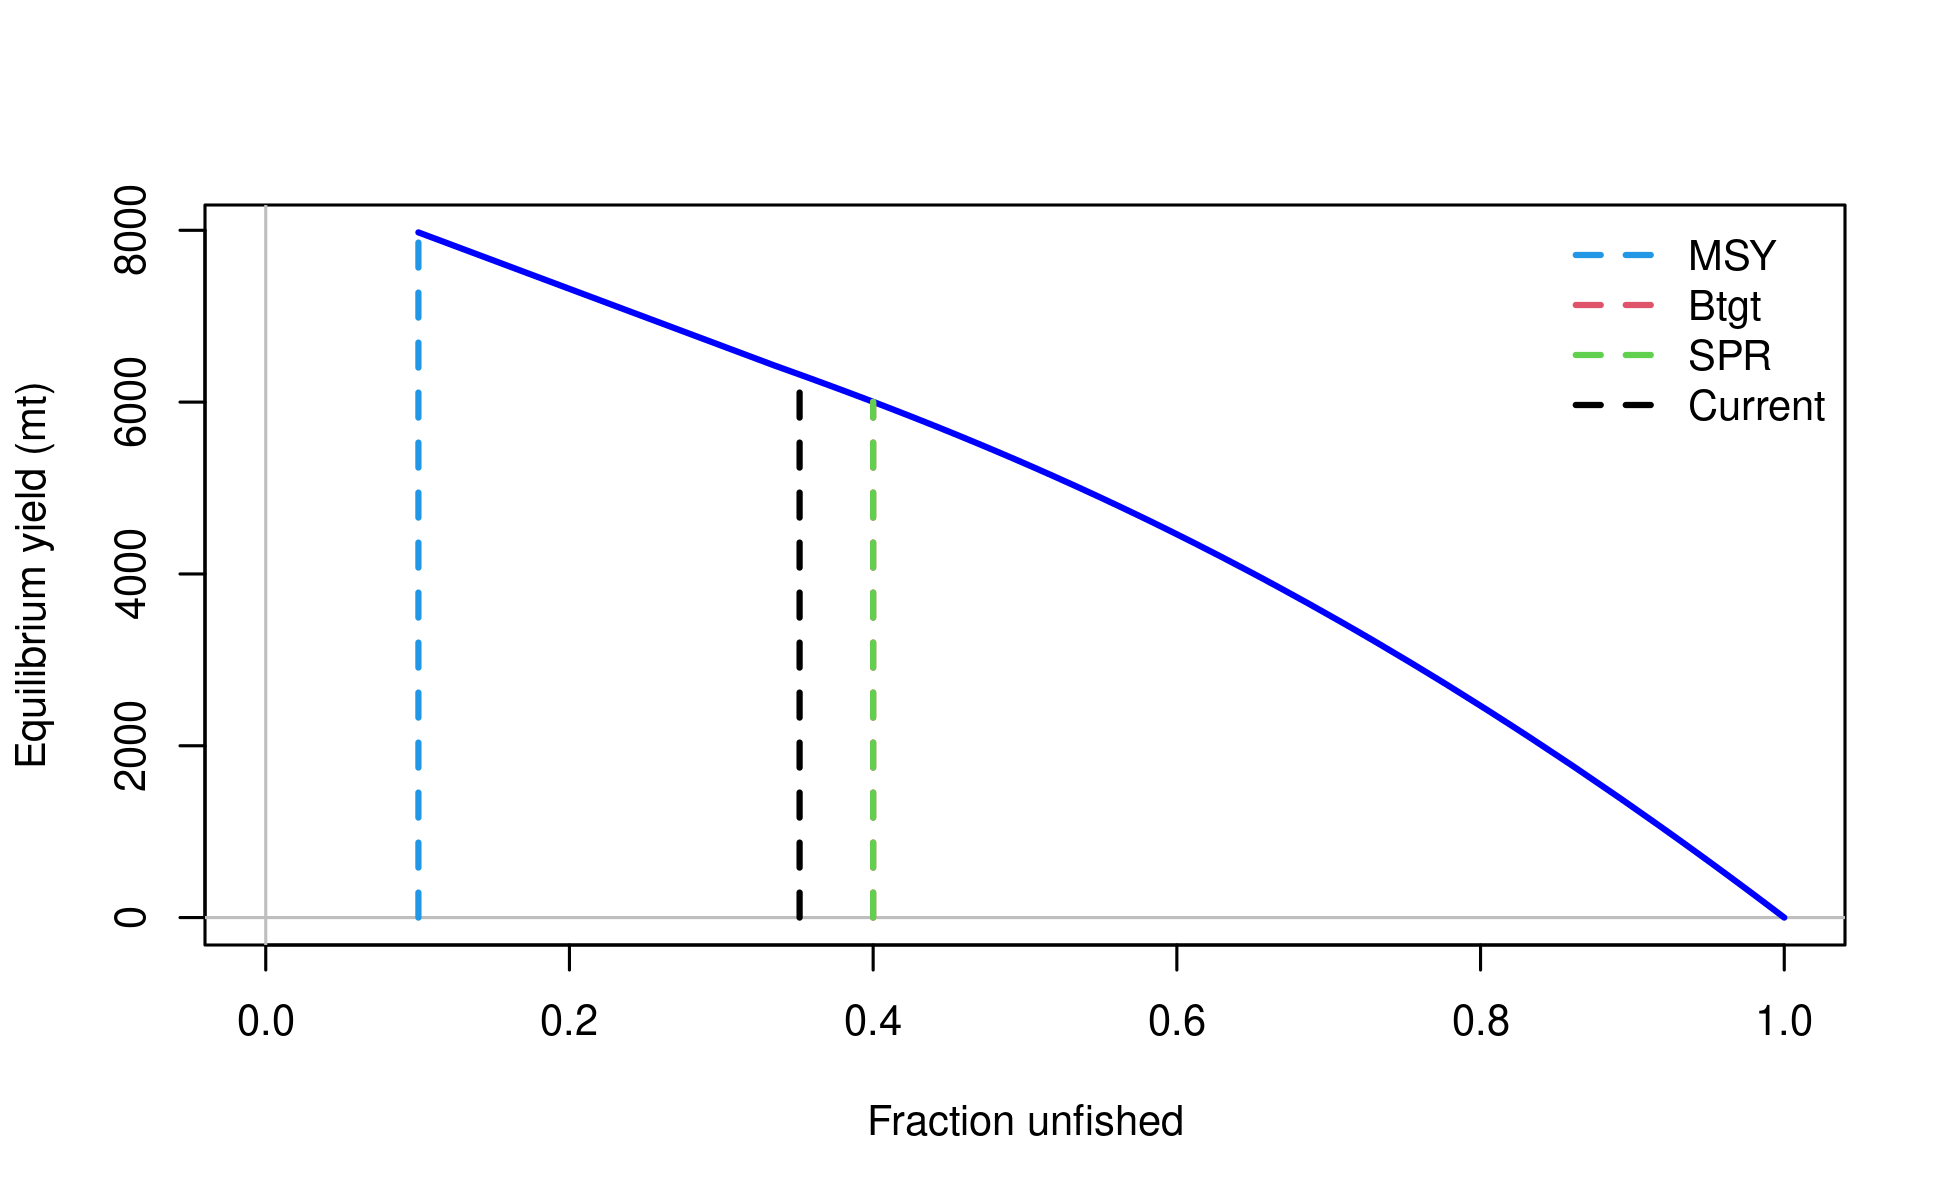 8000
6000
4000
2000
0
Equilibrium yield (mt)
MSY
Btgt
SPR
Current
0.0 0.2 0.4 0.6 0.8 1.0
Fraction unfished